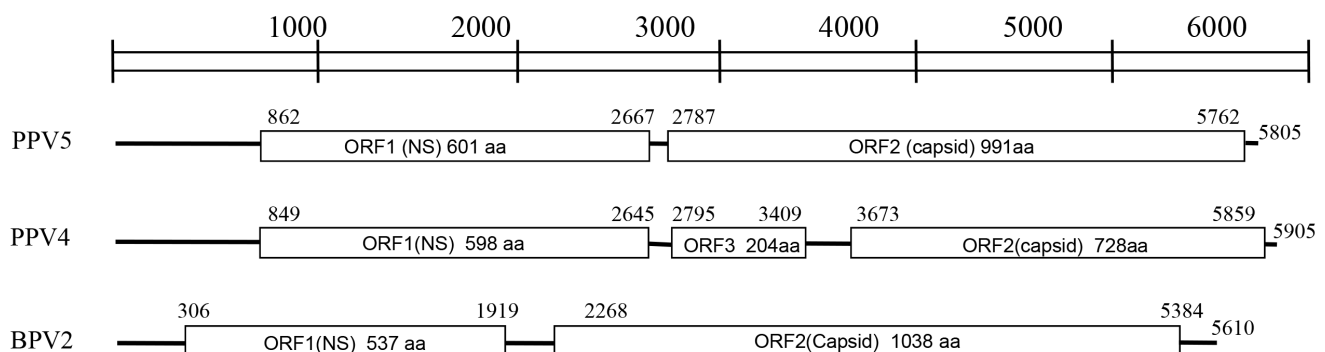 1000 2000 3000 4000 5000 6000
862 2667 2787 5762
PPV5 ORF1 (NS) 601 aa ORF2 (capsid) 991aa 5805
849 2645 2795 3409 3673 5859
PPV4 ORF1(NS) 598 aa ORF3 204aa ORF2(capsid) 728aa 5905
306 1919 2268 5384
BPV2 ORF1(NS) 537 aa ORF2(Capsid) 1038 aa 5610